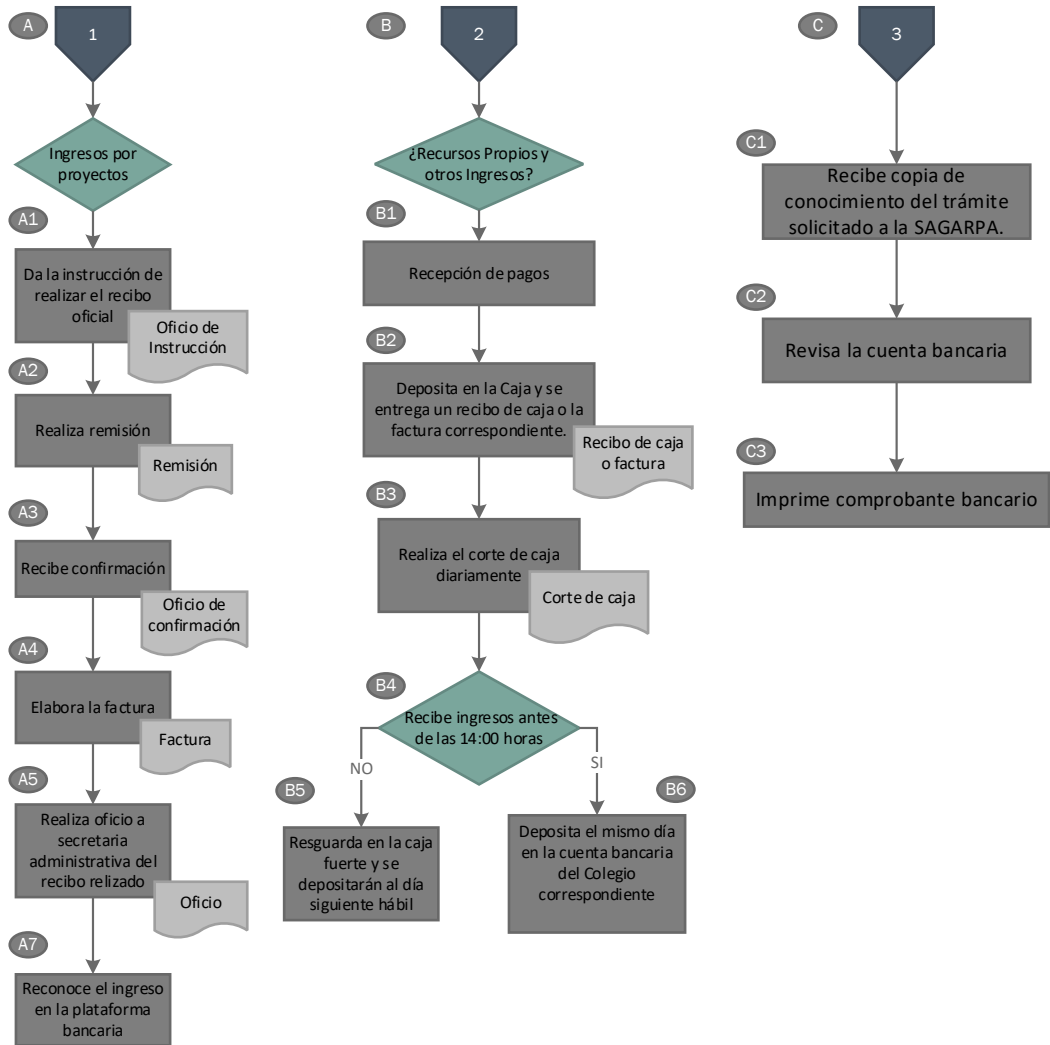 A
1
Ingresos por
proyectos
A1
Da la instrucción de
realizar el recibo
oficial
Oficio de
Instrucción
A2
Realiza remisión
Remisión
A3
Recibe confirmación
Oficio de
confirmación
A4
Elabora la factura
Factura
A5
Realiza oficio a
secretaria
administrativa del
recibo relizado
Oficio
A7
Reconoce el ingreso
en la plataforma
bancaria
B
2
¿Recursos Propios y
otros Ingresos?
B1
Recepción de pagos
B2
Deposita en la Caja y se
entrega un recibo de caja o la
factura correspondiente.
Recibo de caja
o factura
B3
Realiza el corte de caja
diariamente
Corte de caja
B4
Recibe ingresos antes
de las 14:00 horas
NO
SI
B5
Resguarda en la caja
fuerte y se
depositarán al día
siguiente hábil
B6
Deposita el mismo día
en la cuenta bancaria
del Colegio
correspondiente
C
3
C1
Recibe copia de
conocimiento del trámite
solicitado a la SAGARPA.
C2
Revisa la cuenta bancaria
C3
Imprime comprobante bancario